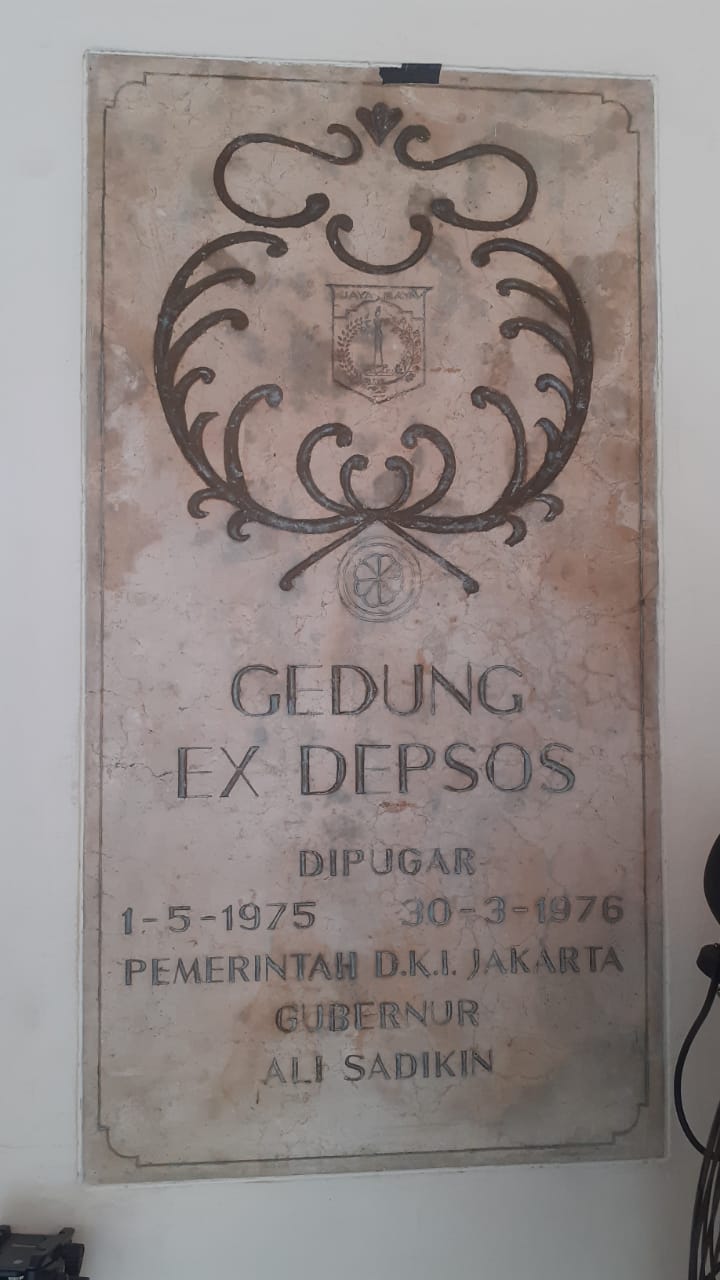 JAYA RAYA
GEDUNG
EX DEPSOS
DIPUGAR
1-5-1975 30-3-1976
PEMERINTAH D.K.I. JAKARTA
GUBERNUR
ALI SADIKIN